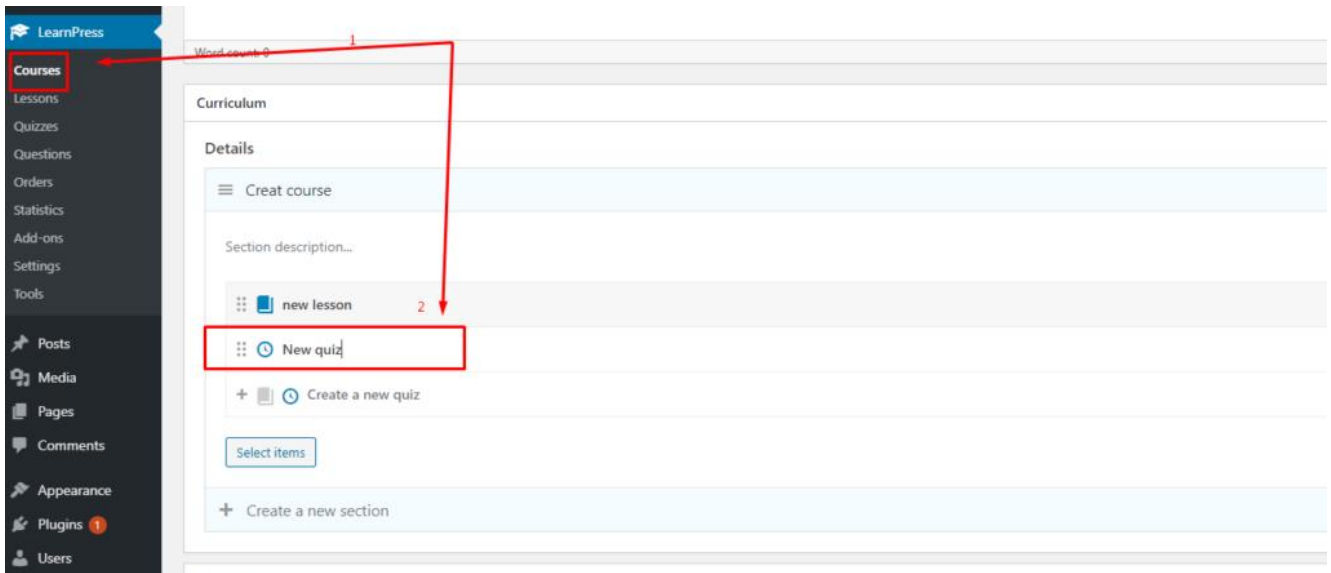 LearnPress
Courses
Lessons
Quizzes
Questions
Orders
Statistics
Add-ons
Settings
Tools
Posts
Media
Pages
Comments
Appearance
Plugins 1
Users
1
Word count: 0
Curriculum
Details
Creat course
Section description...
new lesson
2
New quiz
+ Create a new quiz
Select items
+ Create a new section